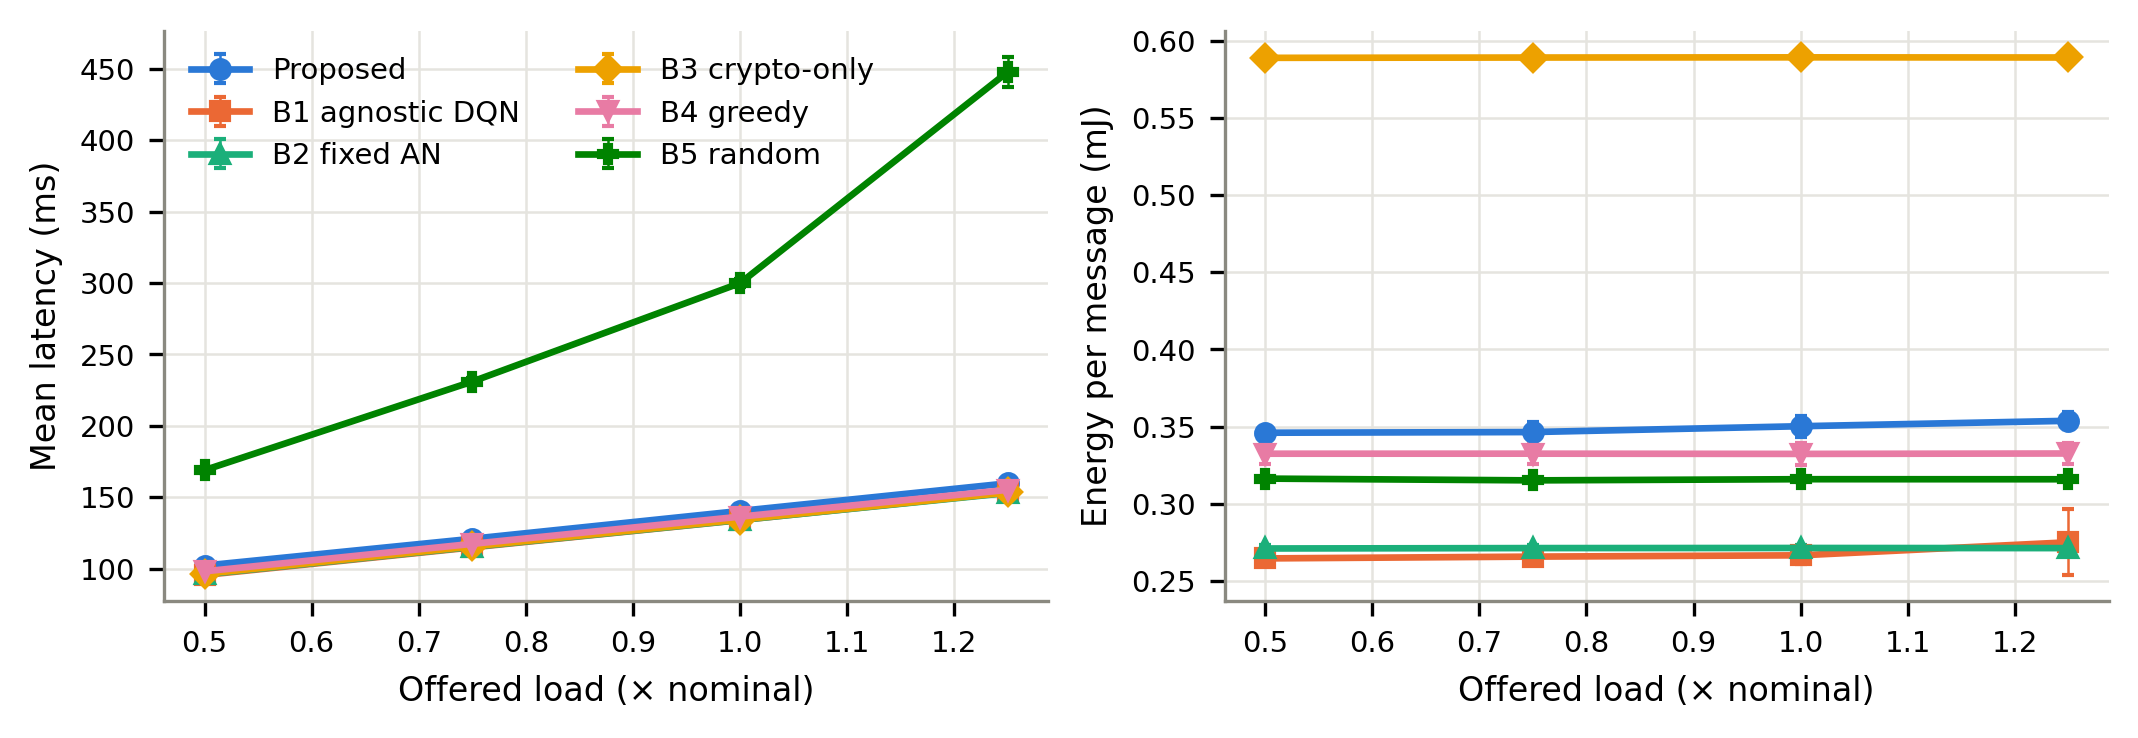 450
400
350
300
250
200
150
100
Mean latency (ms)
Proposed
B1 agnostic DQN
B2 fixed AN
B3 crypto-only
B4 greedy
B5 random
0.5 0.6 0.7 0.8 0.9 1.0 1.1 1.2
Offered load (× nominal)
0.60
0.55
0.50
0.45
0.40
0.35
0.30
0.25
Energy per message (mJ)
0.5 0.6 0.7 0.8 0.9 1.0 1.1 1.2
Offered load (× nominal)